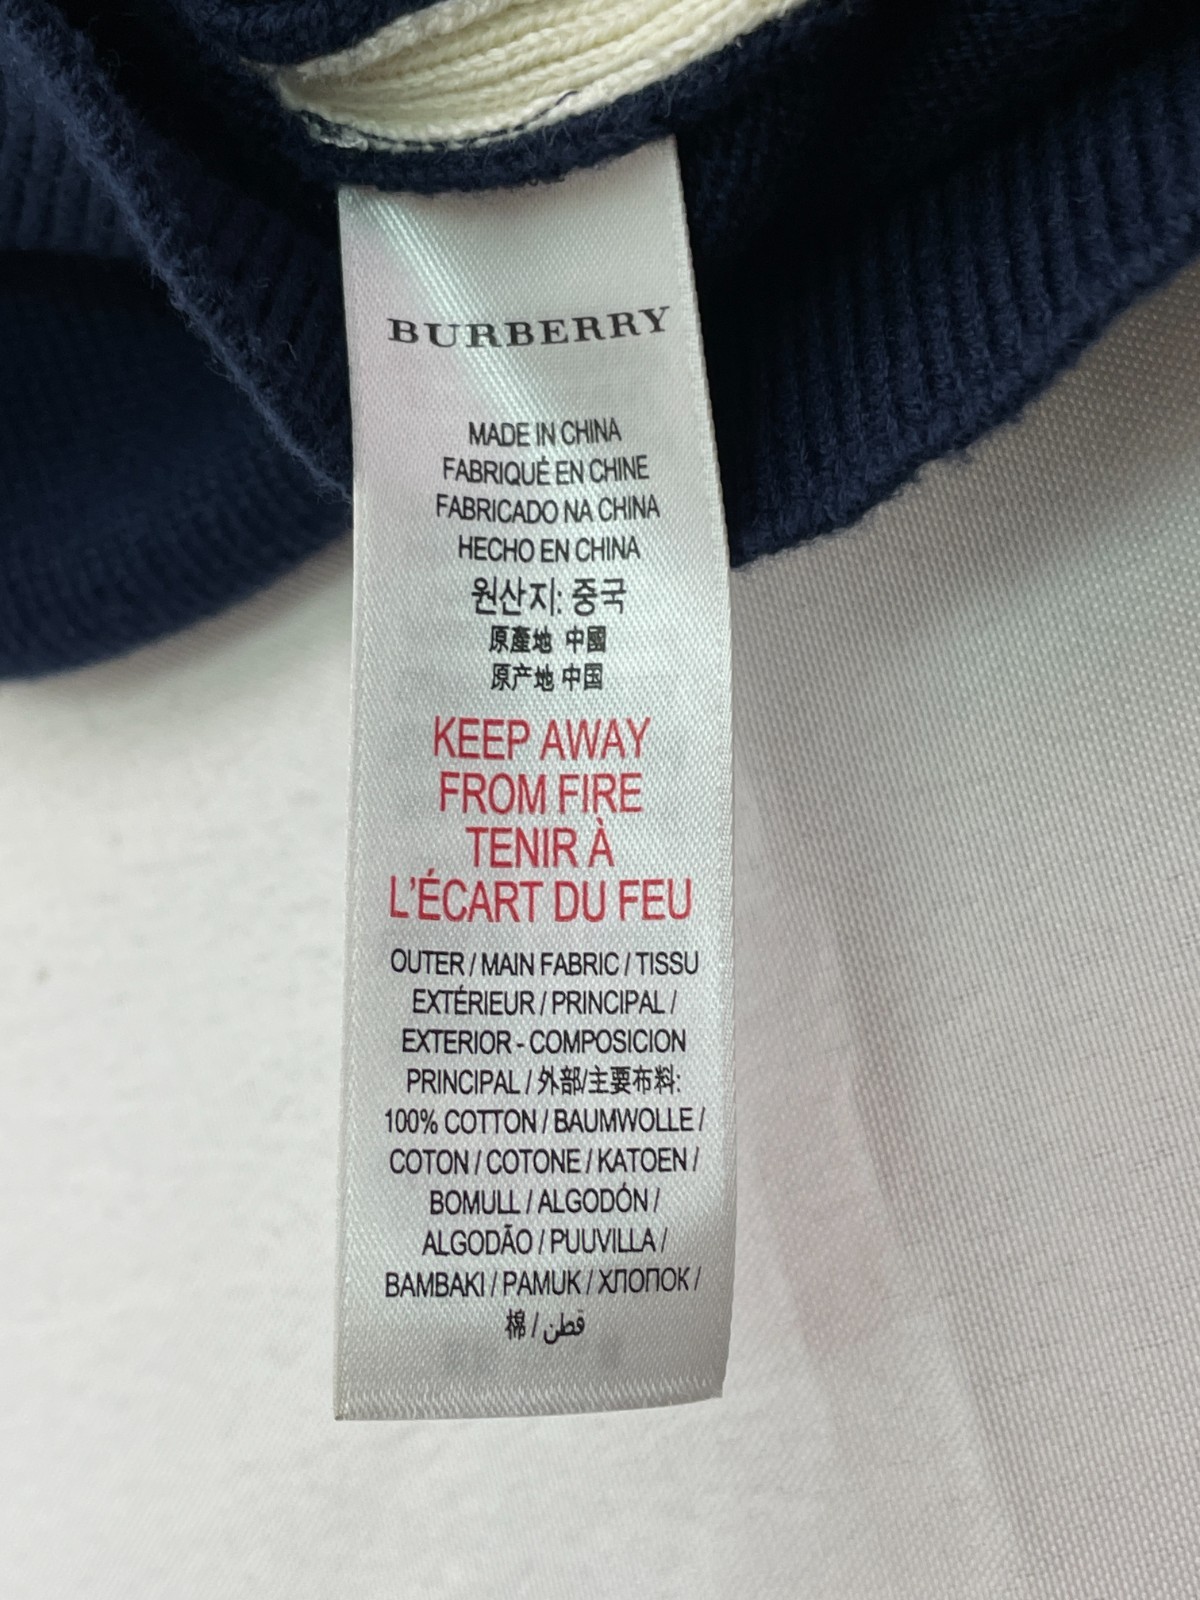 BURBERRY
MADE IN CHINA
FABRIQUÉ EN CHINE
FABRICADO NA CHINA
HECHO EN CHINA
원산지: 중국
原產地 中國
原产地 中国
KEEP AWAY
FROM FIRE
TENIR À
L'ÉCART DU FEU
OUTER / MAIN FABRIC / TISSU
EXTÉRIEUR / PRINCIPAL /
EXTERIOR - COMPOSICION
PRINCIPAL / 外部/主要布料:
100% COTTON / BAUMWOLLE /
COTON / COTONE / KATOEN /
BOMULL / ALGODÓN /
ALGODÃO / PUUVILLA /
BAMBAKI / PAMUK / ХЛОПОК /
棉 / قطن